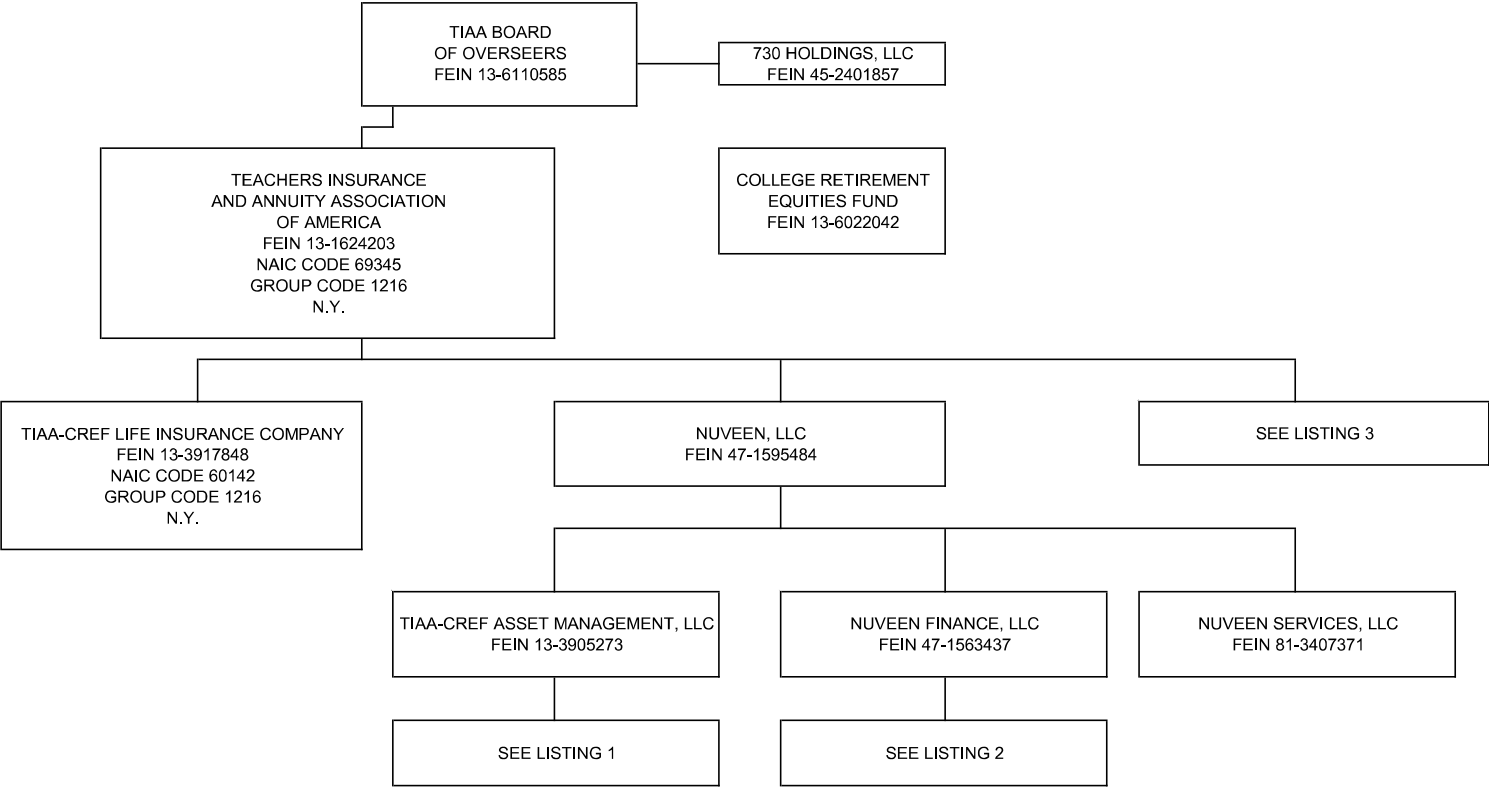 TIAA BOARD
OF OVERSEERS
FEIN 13-6110585
730 HOLDINGS, LLC
FEIN 45-2401857
TEACHERS INSURANCE
AND ANNUITY ASSOCIATION
OF AMERICA
FEIN 13-1624203
NAIC CODE 69345
GROUP CODE 1216
N.Y.
COLLEGE RETIREMENT
EQUITIES FUND
FEIN 13-6022042
TIAA-CREF LIFE INSURANCE COMPANY
FEIN 13-3917848
NAIC CODE 60142
GROUP CODE 1216
N.Y.
NUVEEN, LLC
FEIN 47-1595484
SEE LISTING 3
TIAA-CREF ASSET MANAGEMENT, LLC
FEIN 13-3905273
NUVEEN FINANCE, LLC
FEIN 47-1563437
NUVEEN SERVICES, LLC
FEIN 81-3407371
SEE LISTING 1
SEE LISTING 2